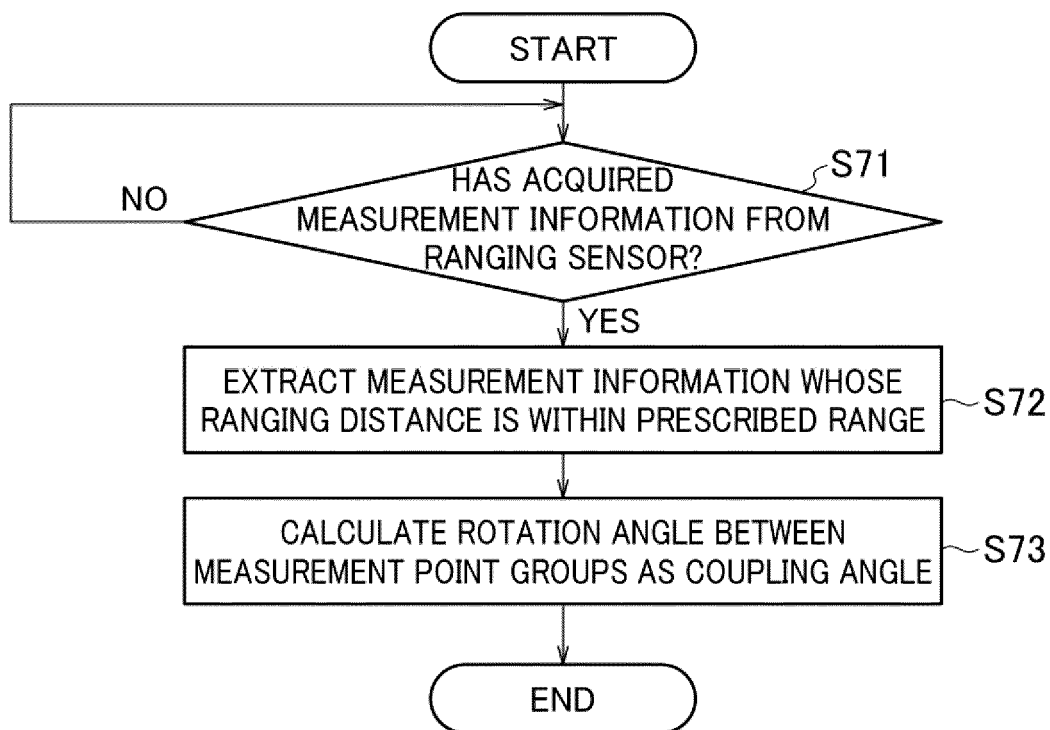 START
HAS ACQUIRED
MEASUREMENT INFORMATION FROM
RANGING SENSOR?
S71
NO
YES
EXTRACT MEASUREMENT INFORMATION WHOSE
RANGING DISTANCE IS WITHIN PRESCRIBED RANGE
S72
CALCULATE ROTATION ANGLE BETWEEN
MEASUREMENT POINT GROUPS AS COUPLING ANGLE
S73
END